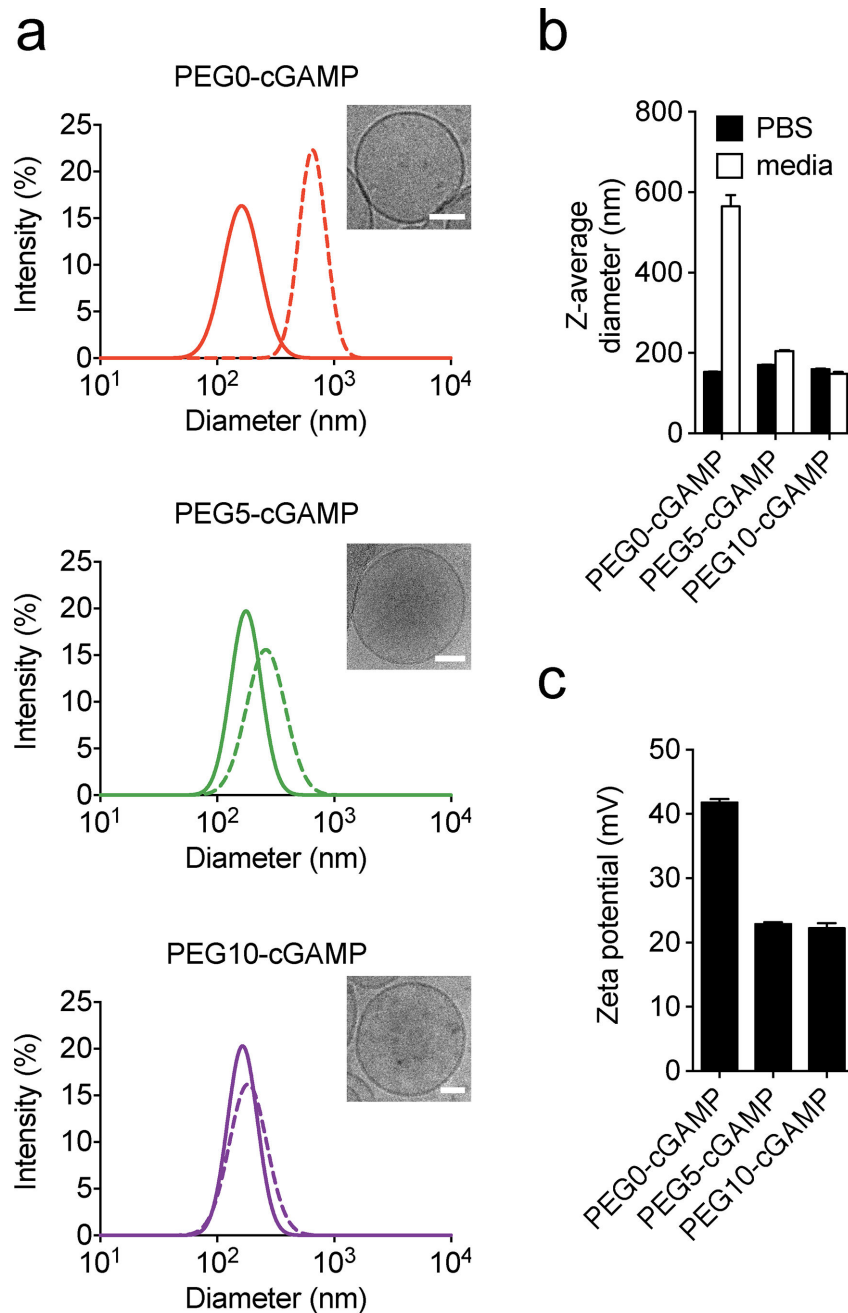 a
PEG0-cGAMP
25
20
15
10
5
0
Intensity (%)
10¹ 10² 10³ 10⁴
Diameter (nm)
PEG5-cGAMP
25
20
15
10
5
0
Intensity (%)
10¹ 10² 10³ 10⁴
Diameter (nm)
PEG10-cGAMP
25
20
15
10
5
0
Intensity (%)
10¹ 10² 10³ 10⁴
Diameter (nm)
b
800
600
400
200
0
Z-average
diameter (nm)
PBS
media
PEG0-cGAMP
PEG5-cGAMP
PEG10-cGAMP
c
50
40
30
20
10
0
Zeta potential (mV)
PEG0-cGAMP
PEG5-cGAMP
PEG10-cGAMP